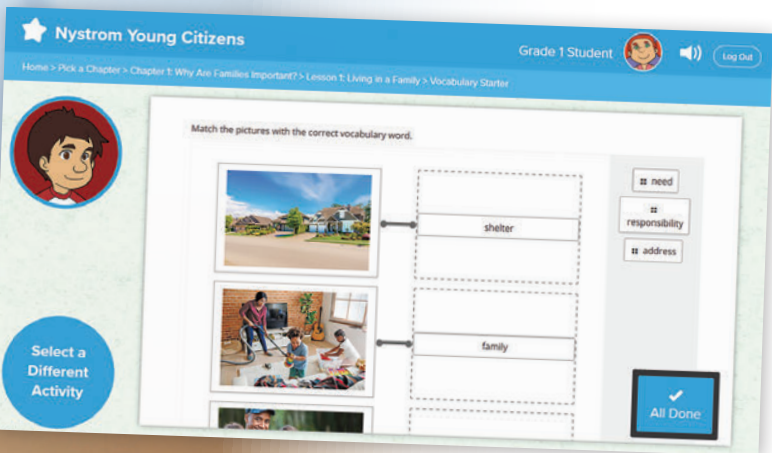 Nystrom Young Citizens
Grade 1 Student
Log Out
Home > Pick a Chapter > Chapter 1: Why Are Families Important? > Lesson 1: Living in a Family > Vocabulary Starter
Match the pictures with the correct vocabulary word.
shelter
need
responsibility
address
family
Select a
Different
Activity
All Done